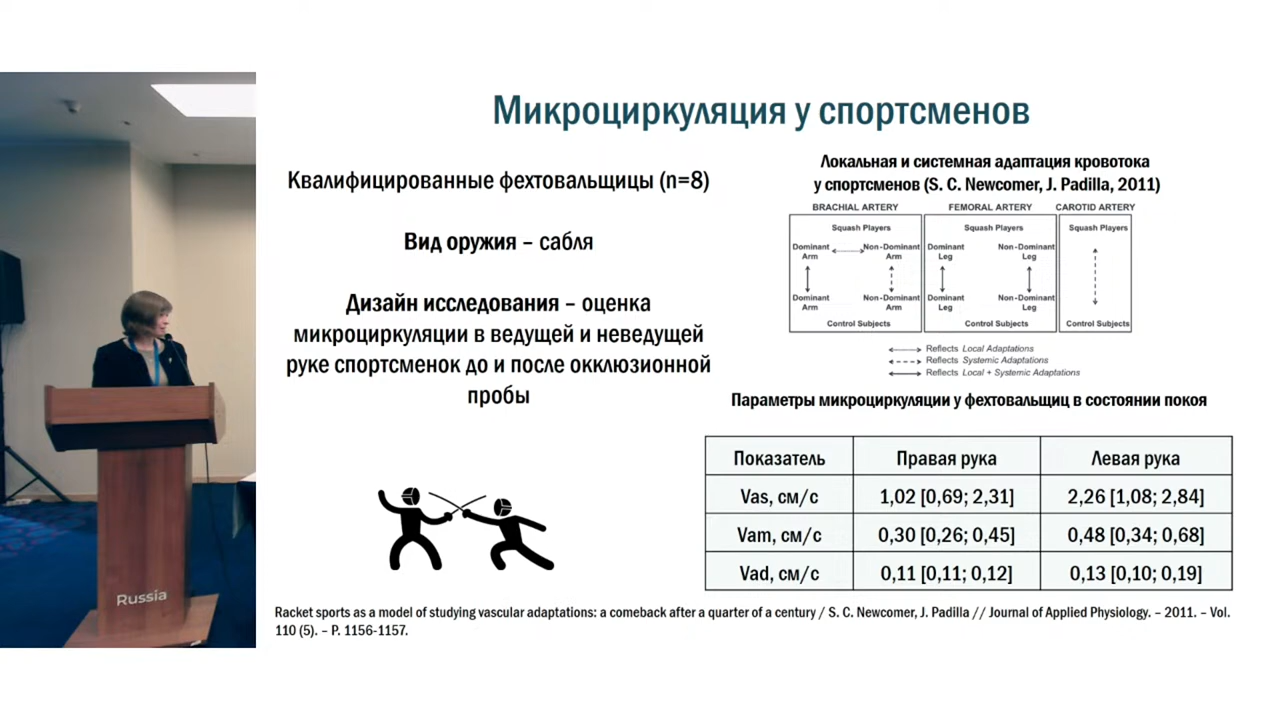 Микроциркуляция у спортсменов
Квалифицированные фехтовальщицы (n=8)
Вид оружия – сабля
Дизайн исследования – оценка
микроциркуляции в ведущей и неведущей
руке спортсменок до и после окклюзионной
пробы
Локальная и системная адаптация кровотока
у спортсменов (S. C. Newcomer, J. Padilla, 2011)
BRACHIAL ARTERY FEMORAL ARTERY CAROTID ARTERY
Squash Players Squash Players Squash Players
Dominant Non-Dominant Dominant Non-Dominant
Arm Arm Leg Leg
Dominant Non-Dominant Dominant Non-Dominant
Arm Arm Leg Leg
Control Subjects Control Subjects Control Subjects
Reflects Local Adaptations
Reflects Systemic Adaptations
Reflects Local + Systemic Adaptations
Параметры микроциркуляции у фехтовальщиц в состоянии покоя
Показатель Правая рука Левая рука
Vas, см/с 1,02 [0,69; 2,31] 2,26 [1,08; 2,84]
Vam, см/с 0,30 [0,26; 0,45] 0,48 [0,34; 0,68]
Vad, см/с 0,11 [0,11; 0,12] 0,13 [0,10; 0,19]
Racket sports as a model of studying vascular adaptations: a comeback after a quarter of a century / S. C. Newcomer, J. Padilla // Journal of Applied Physiology. – 2011. – Vol.
110 (5). – P. 1156-1157.
Russia